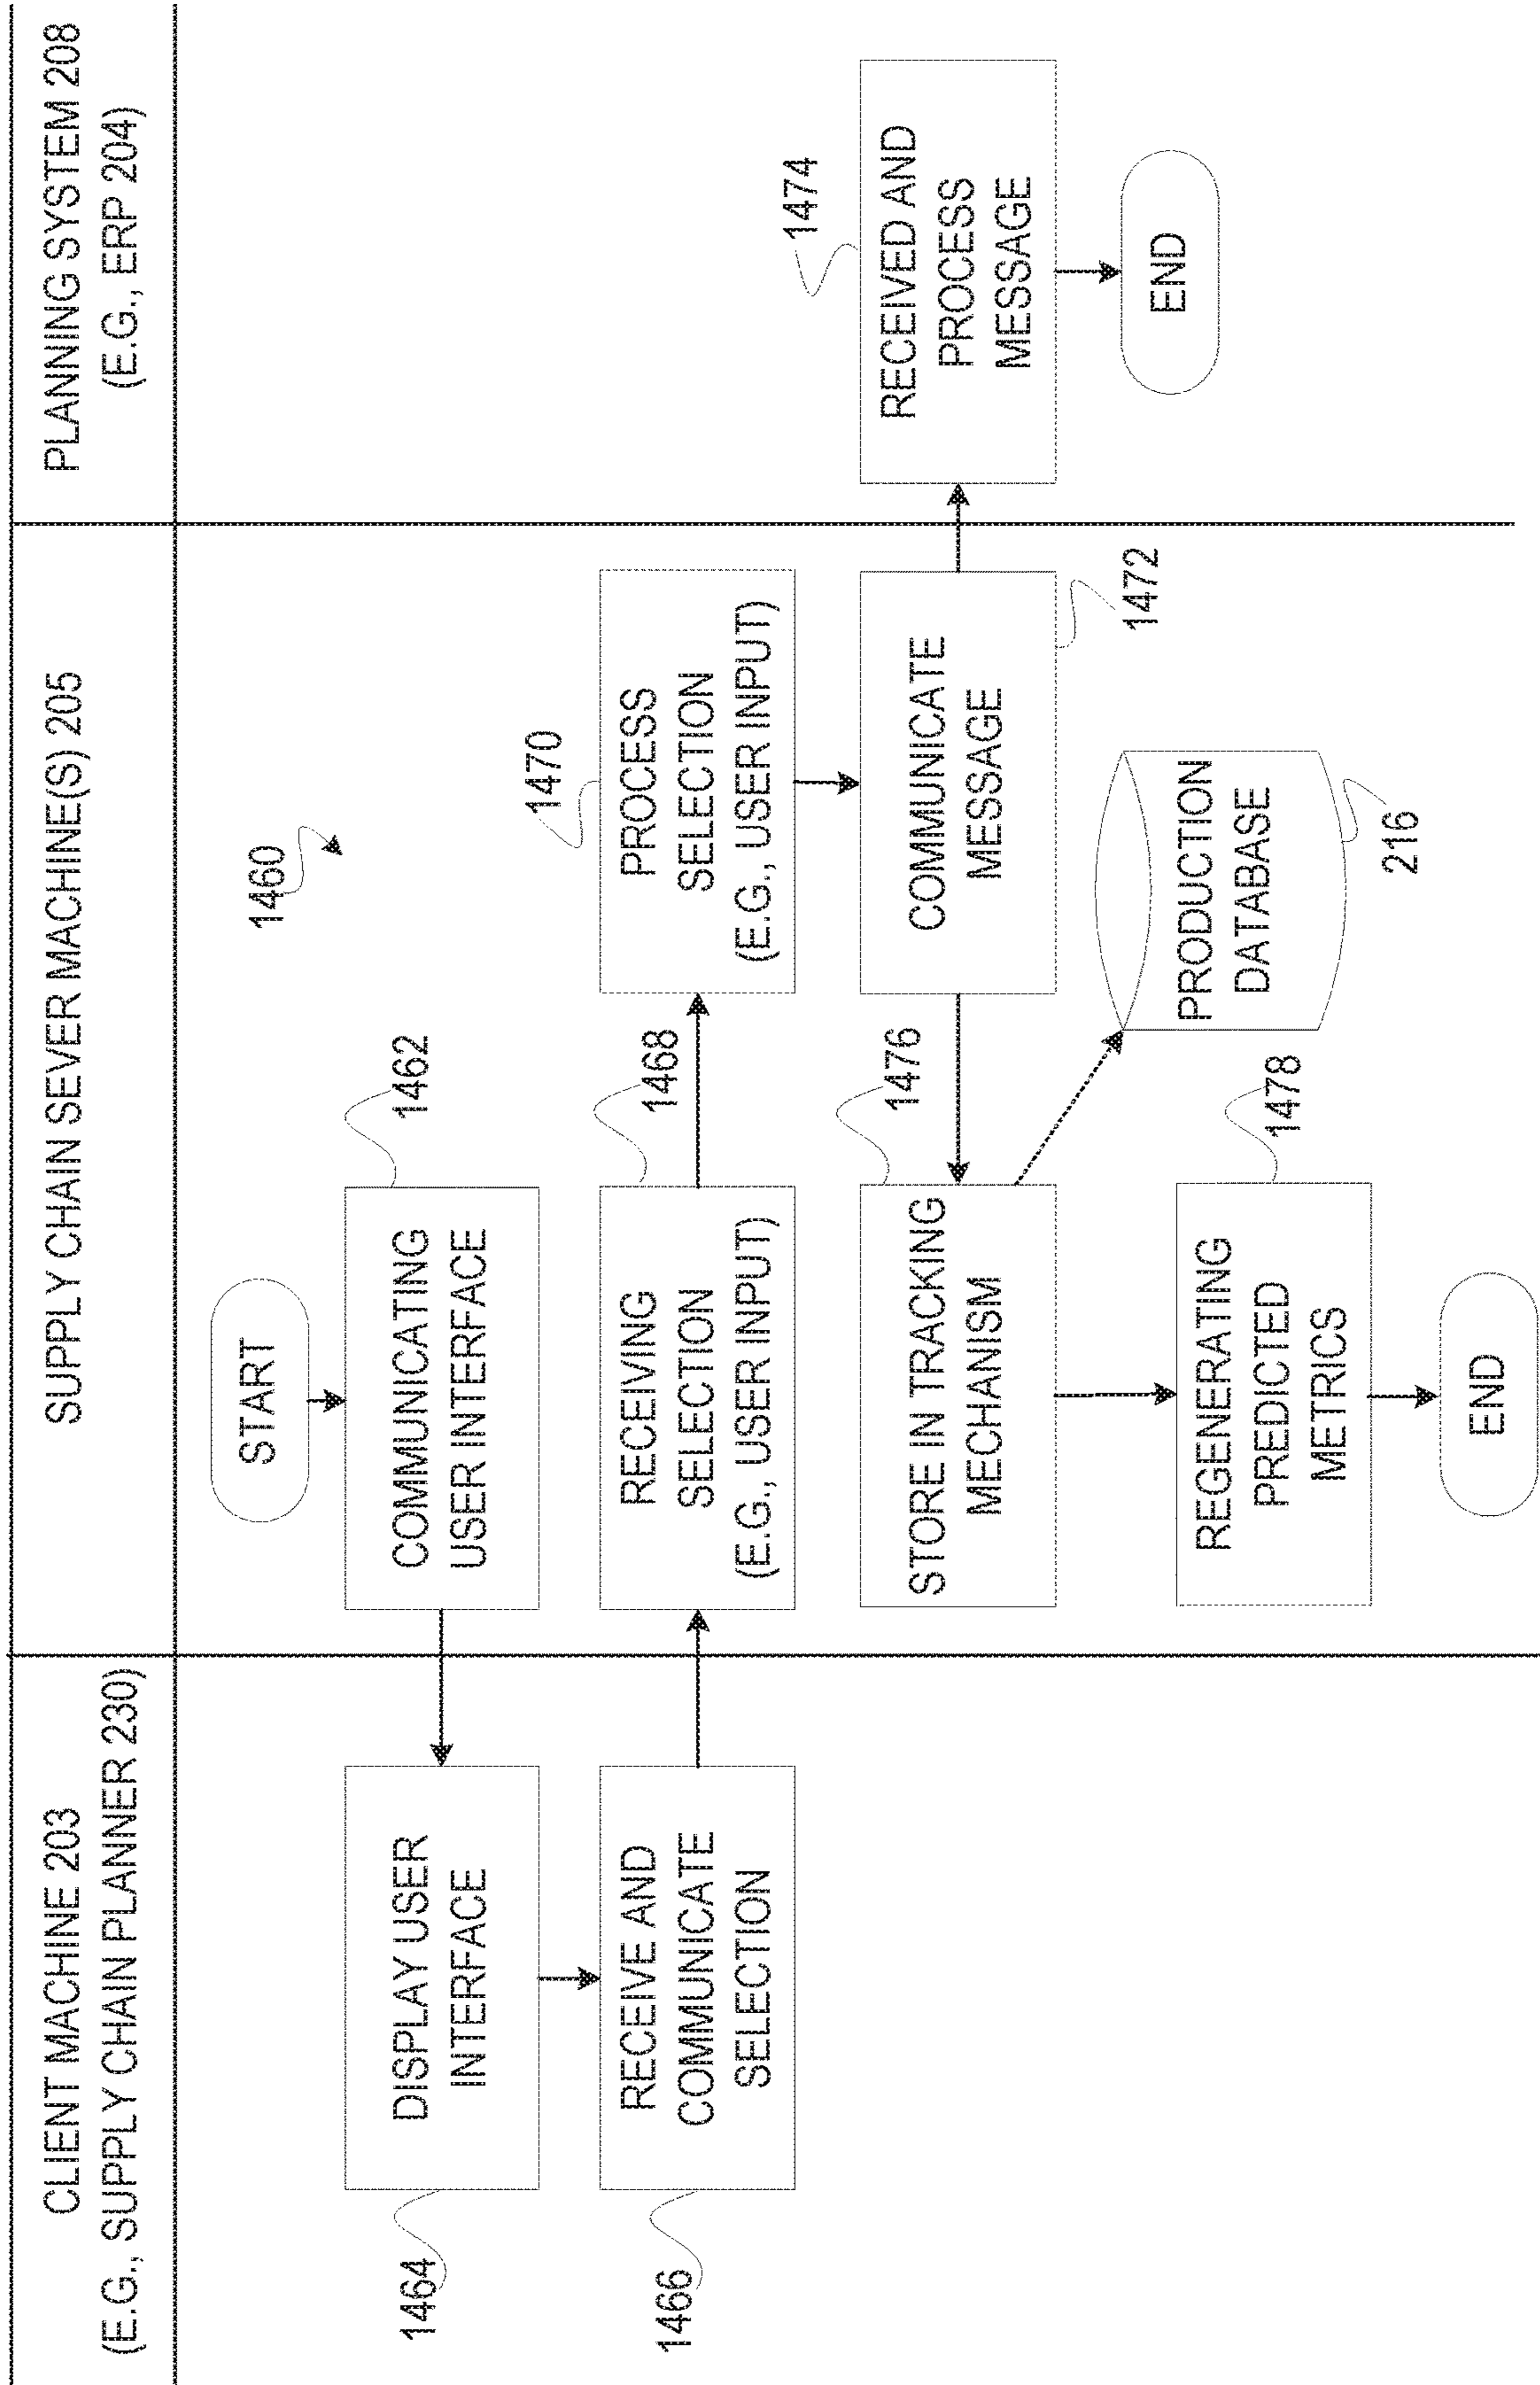 CLIENT MACHINE 203
(E.G., SUPPLY CHAIN PLANNER 230)
SUPPLY CHAIN SEVER MACHINE(S) 205
PLANNING SYSTEM 208
(E.G., ERP 204)
START
1460
COMMUNICATING
USER INTERFACE
1462
DISPLAY USER
INTERFACE
1464
RECEIVE AND
COMMUNICATE
SELECTION
1466
RECEIVING
SELECTION
(E.G., USER INPUT)
1468
PROCESS
SELECTION
(E.G., USER INPUT)
1470
COMMUNICATE
MESSAGE
1472
RECEIVED AND
PROCESS
MESSAGE
1474
END
STORE IN TRACKING
MECHANISM
1476
PRODUCTION
DATABASE
216
REGENERATING
PREDICTED
METRICS
1478
END